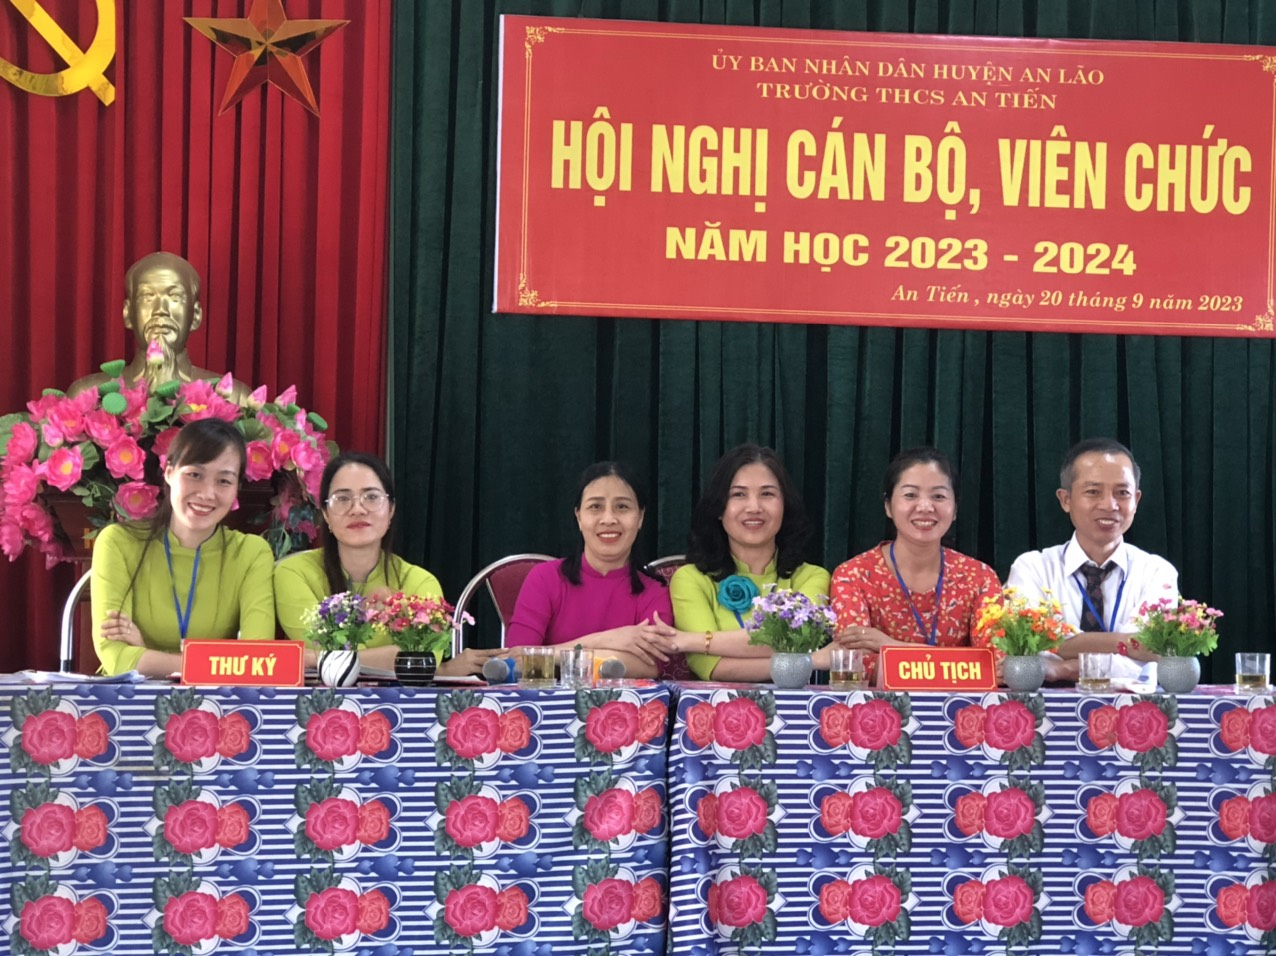 ỦY BAN NHÂN DÂN HUYỆN AN LÃO
TRƯỜNG THCS AN TIẾN
HỘI NGHỊ CÁN BỘ, VIÊN CHỨC
NĂM HỌC 2023 - 2024
An Tiến, ngày 20 tháng 9 năm 2023
THƯ KÝ
CHỦ TỊCH